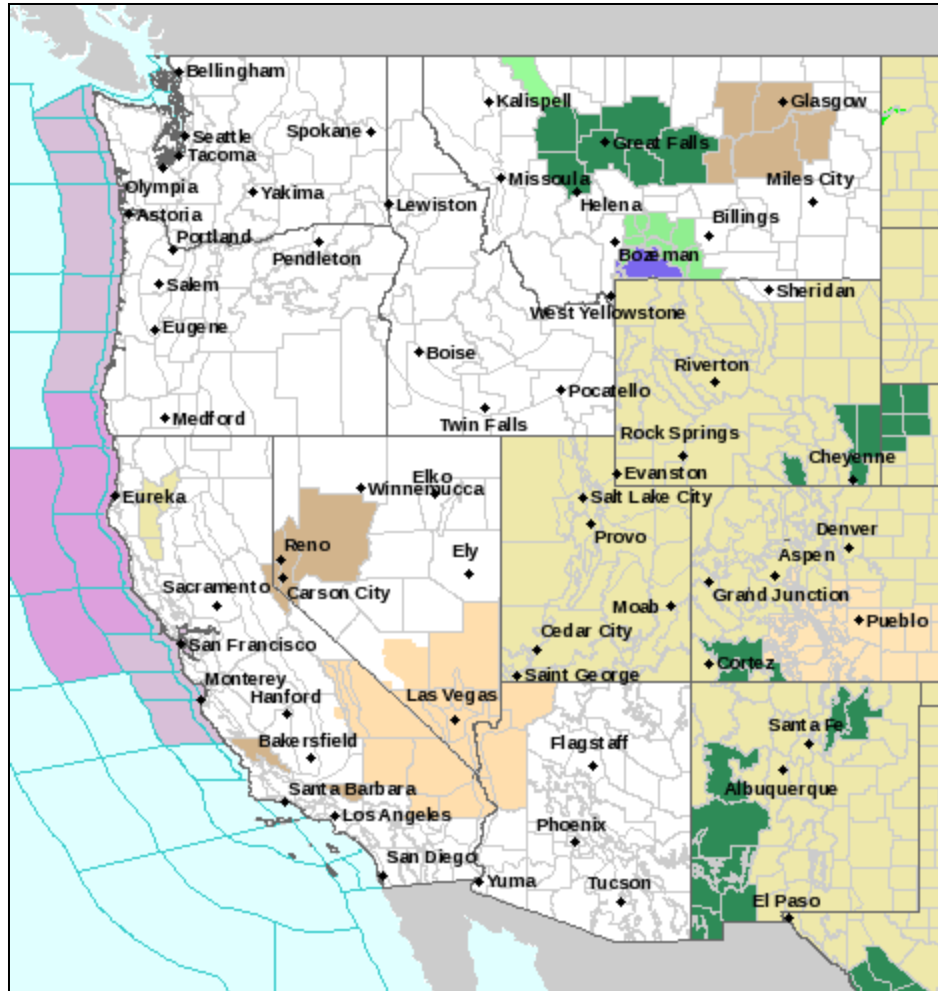 Bellingham
Kalispell
Glasgow
Seattle
Spokane
Great Falls
Tacoma
Missoula
Miles City
Olympia
Yakima
Lewiston
Helena
Astoria
Billings
Portland
Pendleton
Bozeman
Salem
Sheridan
West Yellowstone
Eugene
Boise
Riverton
Pocatello
Medford
Twin Falls
Rock Springs
Cheyenne
Elko
Evanston
Winnemucca
Eureka
Salt Lake City
Provo
Denver
Reno
Ely
Aspen
Sacramento
Carson City
Grand Junction
Moab
Pueblo
San Francisco
Cedar City
Cortez
Monterey
Saint George
Hanford
Las Vegas
Santa Fe
Bakersfield
Flagstaff
Santa Barbara
Albuquerque
Los Angeles
Phoenix
San Diego
Yuma
Tucson
El Paso